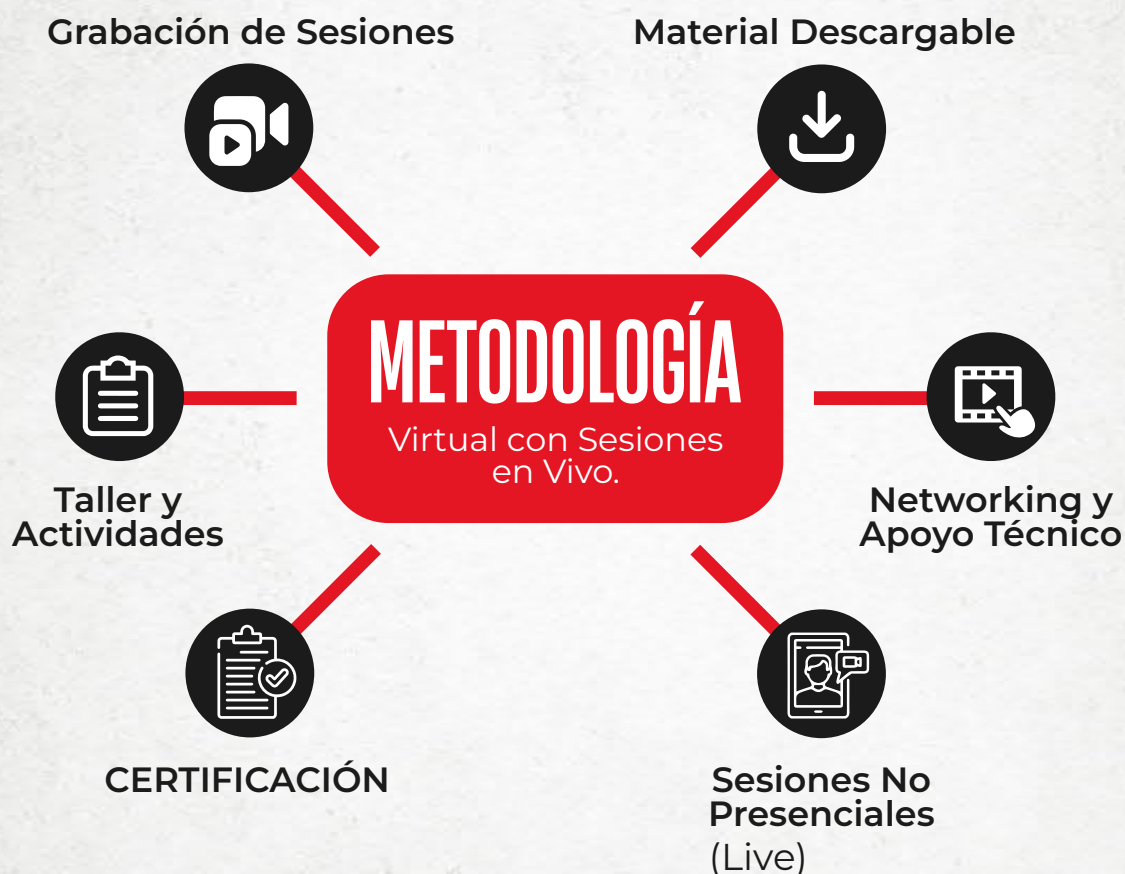 Grabación de Sesiones
Material Descargable
METODOLOGÍA
Virtual con Sesiones
en Vivo.
Taller y
Actividades
Networking y
Apoyo Técnico
CERTIFICACIÓN
Sesiones No
Presenciales
(Live)